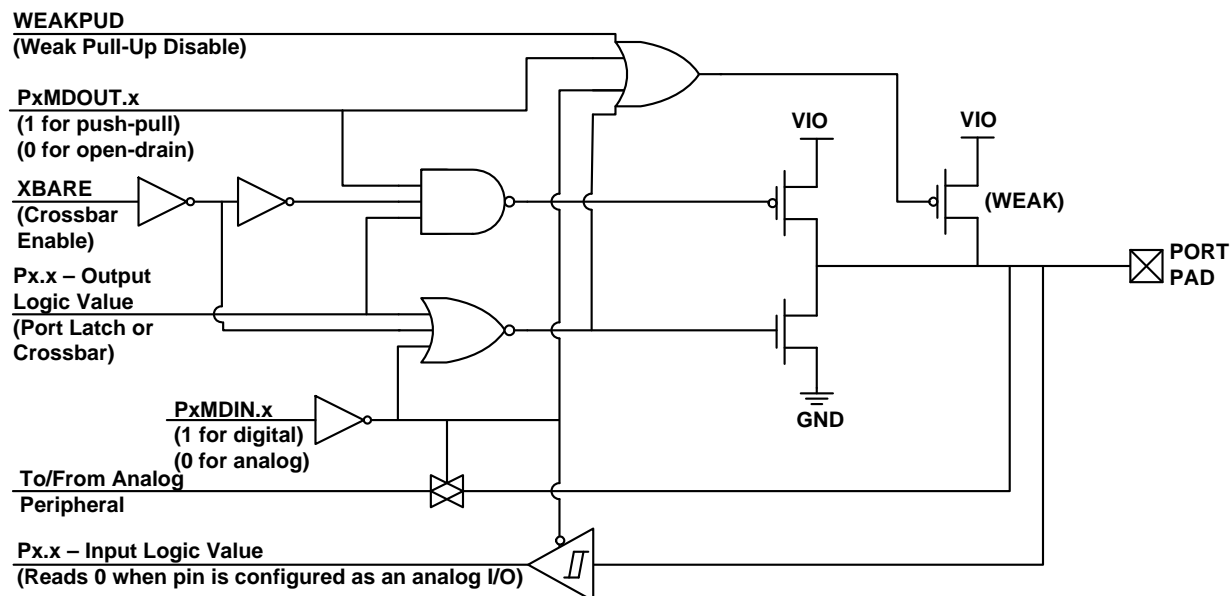 WEAKPUD
(Weak Pull-Up Disable)
PxMDOUT.x
(1 for push-pull)
(0 for open-drain)
XBARE
(Crossbar
Enable)
Px.x – Output
Logic Value
(Port Latch or
Crossbar)
PxMDIN.x
(1 for digital)
(0 for analog)
To/From Analog
Peripheral
Px.x – Input Logic Value
(Reads 0 when pin is configured as an analog I/O)
VIO
VIO
(WEAK)
GND
PORT
PAD